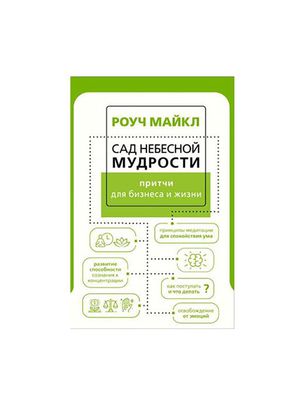 РОУЧ МАЙКЛ
САД НЕБЕСНОЙ
МУДРОСТИ
притчи
для бизнеса и жизни
принципы медитации
для спокойствия ума
развитие
способности
сознания к
концентрации
как поступать
и что делать
?
освобождение
от эмоций